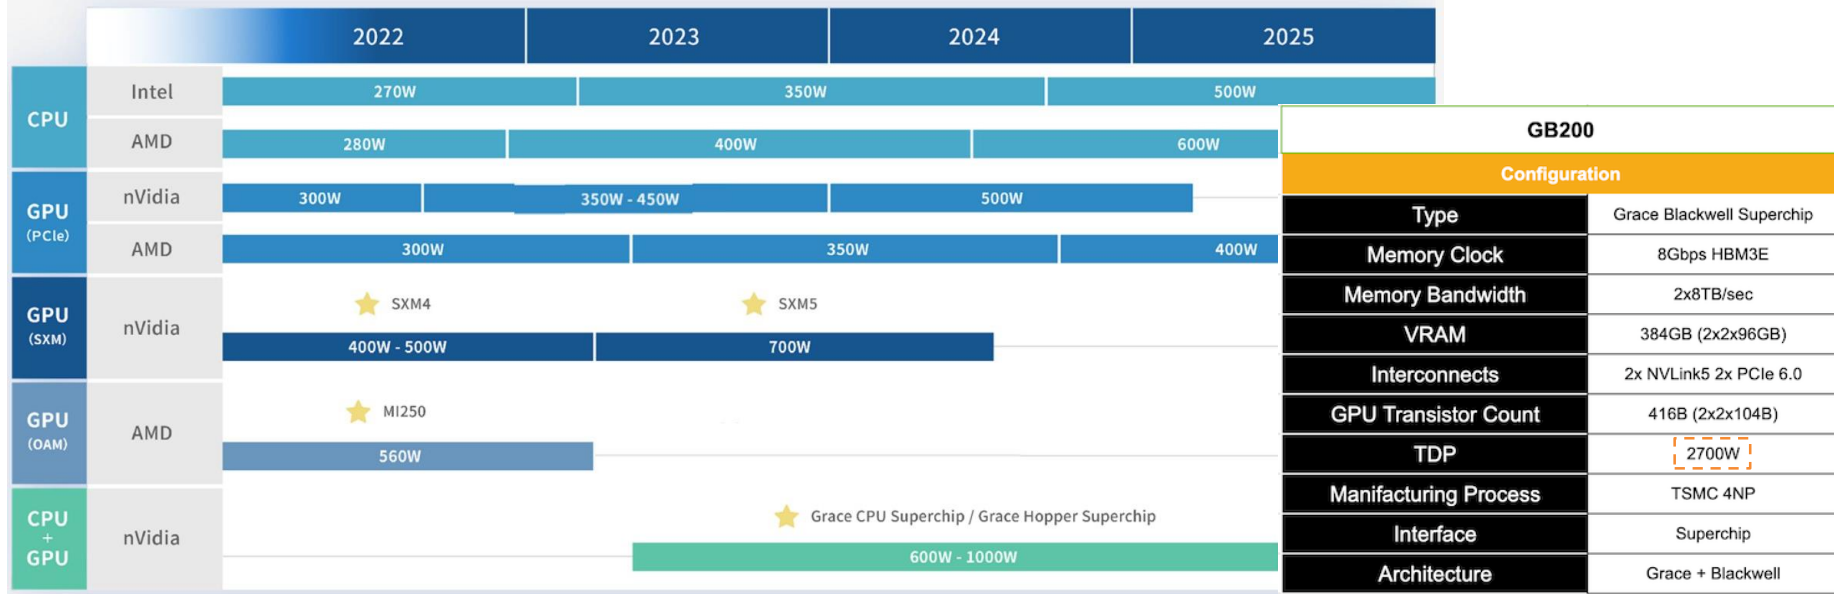 2022 2023 2024 2025
CPU
Intel 270W 350W 500W
AMD 280W 400W 600W
GPU
(PCIe)
nVidia 300W 350W - 450W 500W
AMD 300W 350W 400W
GPU
(SXM)
nVidia
SXM4 SXM5
400W - 500W 700W
GPU
(OAM)
AMD
MI250
560W
CPU
+
GPU
nVidia
Grace CPU Superchip / Grace Hopper Superchip
600W - 1000W
GB200
Configuration
Type Grace Blackwell Superchip
Memory Clock 8Gbps HBM3E
Memory Bandwidth 2x8TB/sec
VRAM 384GB (2x2x96GB)
Interconnects 2x NVLink5 2x PCIe 6.0
GPU Transistor Count 416B (2x2x104B)
TDP 2700W
Manifacturing Process TSMC 4NP
Interface Superchip
Architecture Grace + Blackwell